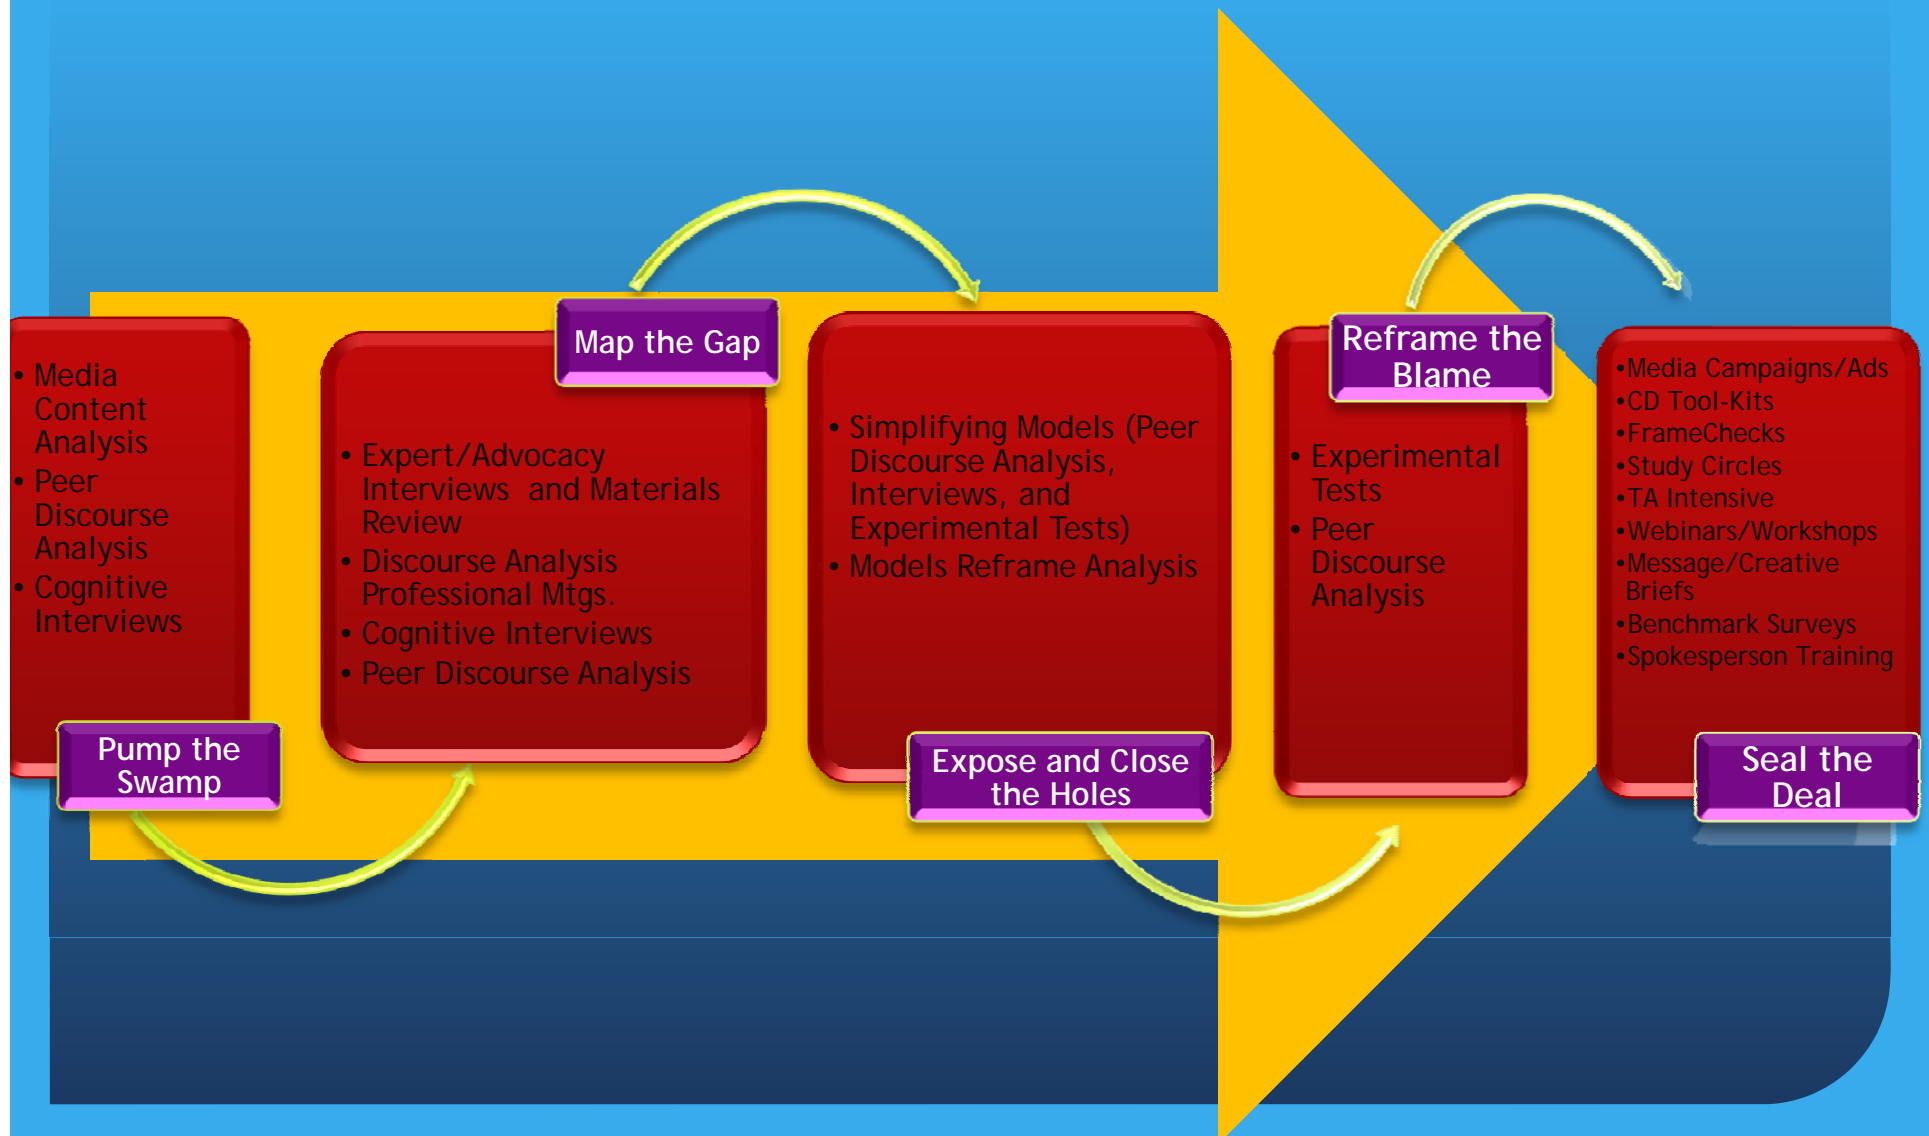 • Media
Content
Analysis
• Peer
Discourse
Analysis
• Cognitive
Interviews
Pump the
Swamp
Map the Gap
• Expert/Advocacy
Interviews and Materials
Review
• Discourse Analysis
Professional Mtgs.
• Cognitive Interviews
• Peer Discourse Analysis
• Simplifying Models (Peer
Discourse Analysis,
Interviews, and
Experimental Tests)
• Models Reframe Analysis
Expose and Close
the Holes
Reframe the
Blame
• Experimental
Tests
• Peer
Discourse
Analysis
•Media Campaigns/Ads
•CD Tool-Kits
•FrameChecks
•Study Circles
•TA Intensive
•Webinars/Workshops
•Message/Creative
Briefs
•Benchmark Surveys
•Spokesperson Training
Seal the
Deal